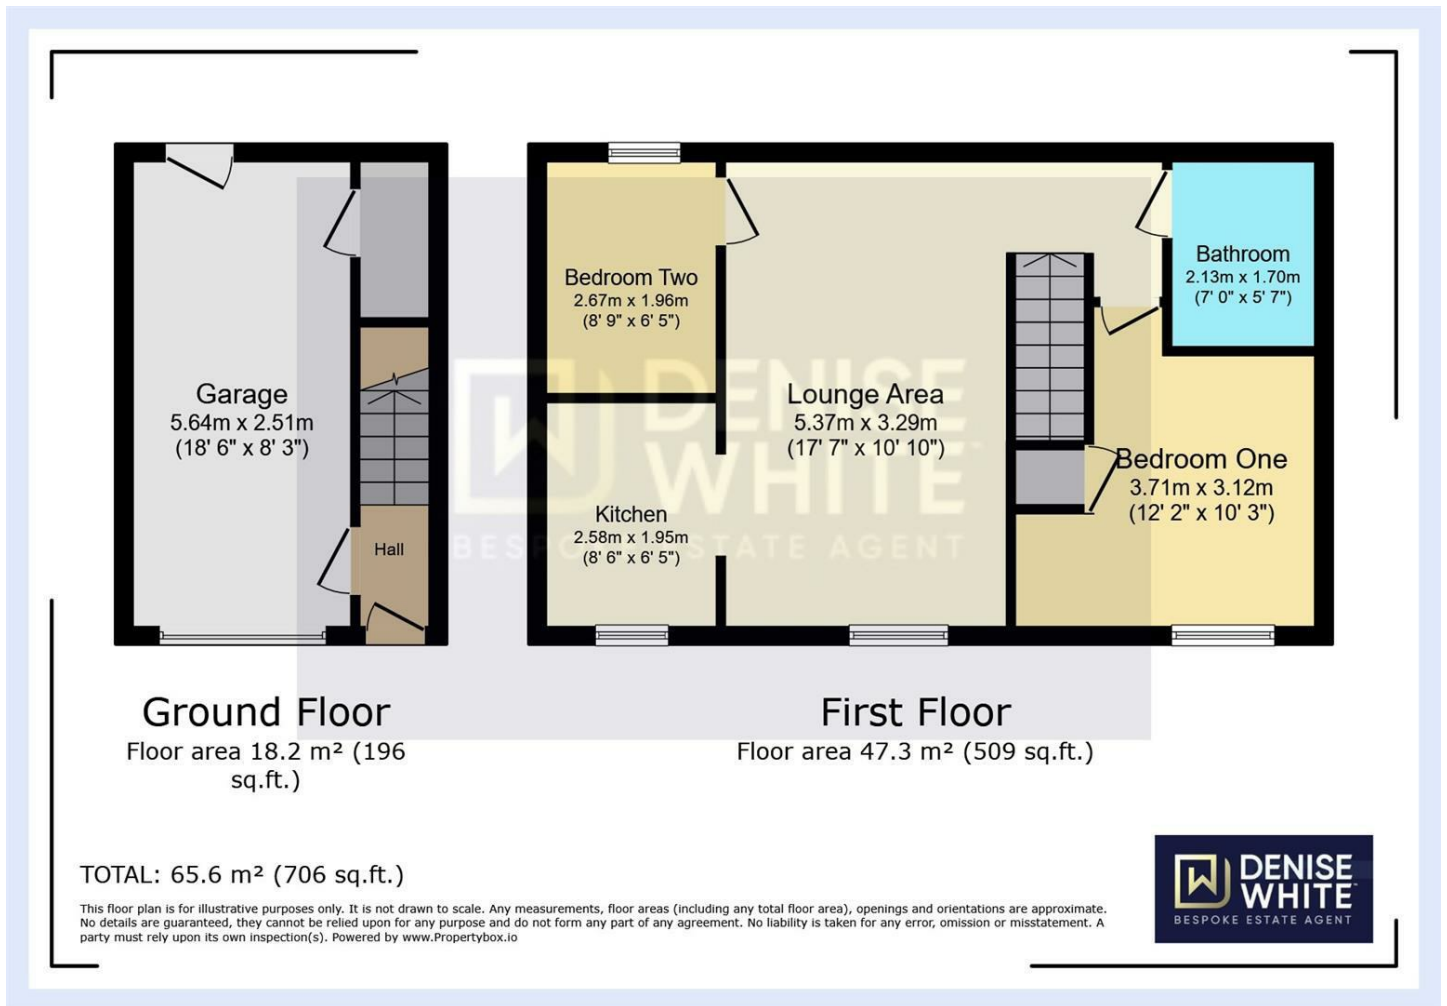 Garage
5.64m x 2.51m
(18' 6" x 8' 3")
Hall
Bedroom Two
2.67m x 1.96m
(8' 9" x 6' 5")
Kitchen
2.58m x 1.95m
(8' 6" x 6' 5")
Lounge Area
5.37m x 3.29m
(17' 7" x 10' 10")
Bathroom
2.13m x 1.70m
(7' 0" x 5' 7")
Bedroom One
3.71m x 3.12m
(12' 2" x 10' 3")
DENISE
WHITE™
BESPOKE ESTATE AGENT
Ground Floor
Floor area 18.2 m² (196
sq.ft.)
First Floor
Floor area 47.3 m² (509 sq.ft.)
TOTAL: 65.6 m² (706 sq.ft.)
This floor plan is for illustrative purposes only. It is not drawn to scale. Any measurements, floor areas (including any total floor area), openings and orientations are approximate.
No details are guaranteed, they cannot be relied upon for any purpose and do not form any part of any agreement. No liability is taken for any error, omission or misstatement. A
party must rely upon its own inspection(s). Powered by www.Propertybox.io
DENISE
WHITE™
BESPOKE ESTATE AGENT